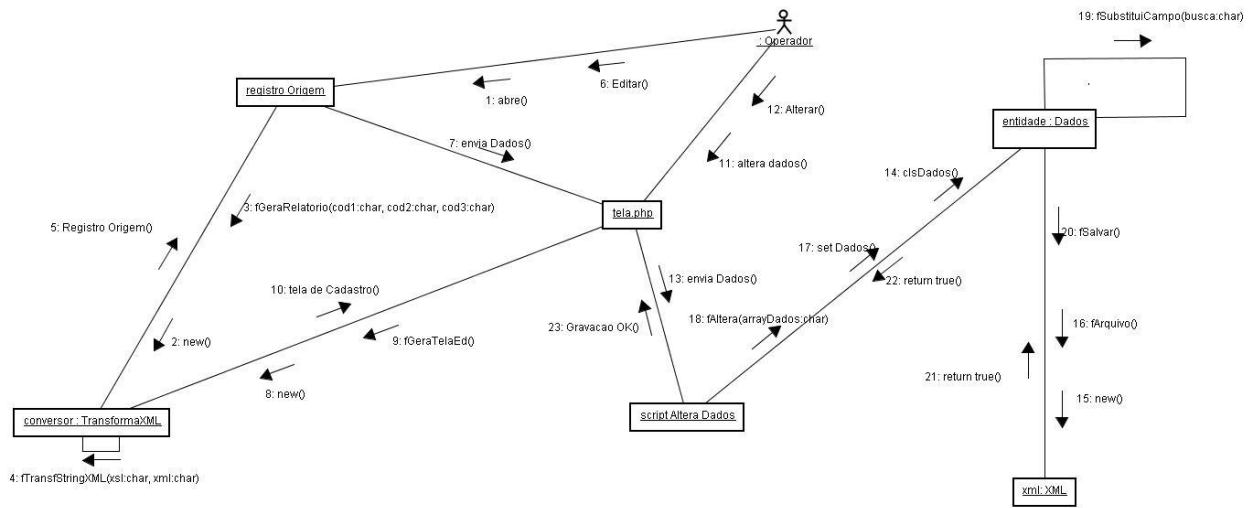 19: fSubstituiCampo(busca:char)
: Operador
6: Editar()
1: abre()
registro Origem
12: Alterar()
entidade : Dados
7: envia Dados()
11: altera dados()
14: clsDados()
3: fGeraRelatorio(cod1:char, cod2:char, cod3:char)
tela.php
5: Registro Origem()
20: fSalvar()
17: set Dados()
13: envia Dados()
22: return true()
10: tela de Cadastro()
18: fAltera(arrayDados:char)
23: Gravacao OK()
16: fArquivo()
2: new()
9: fGeraTelaEd()
21: return true()
8: new()
15: new()
conversor : TransformaXML
script Altera Dados
4: fTransfStringXML(xsl:char, xml:char)
xml: XML